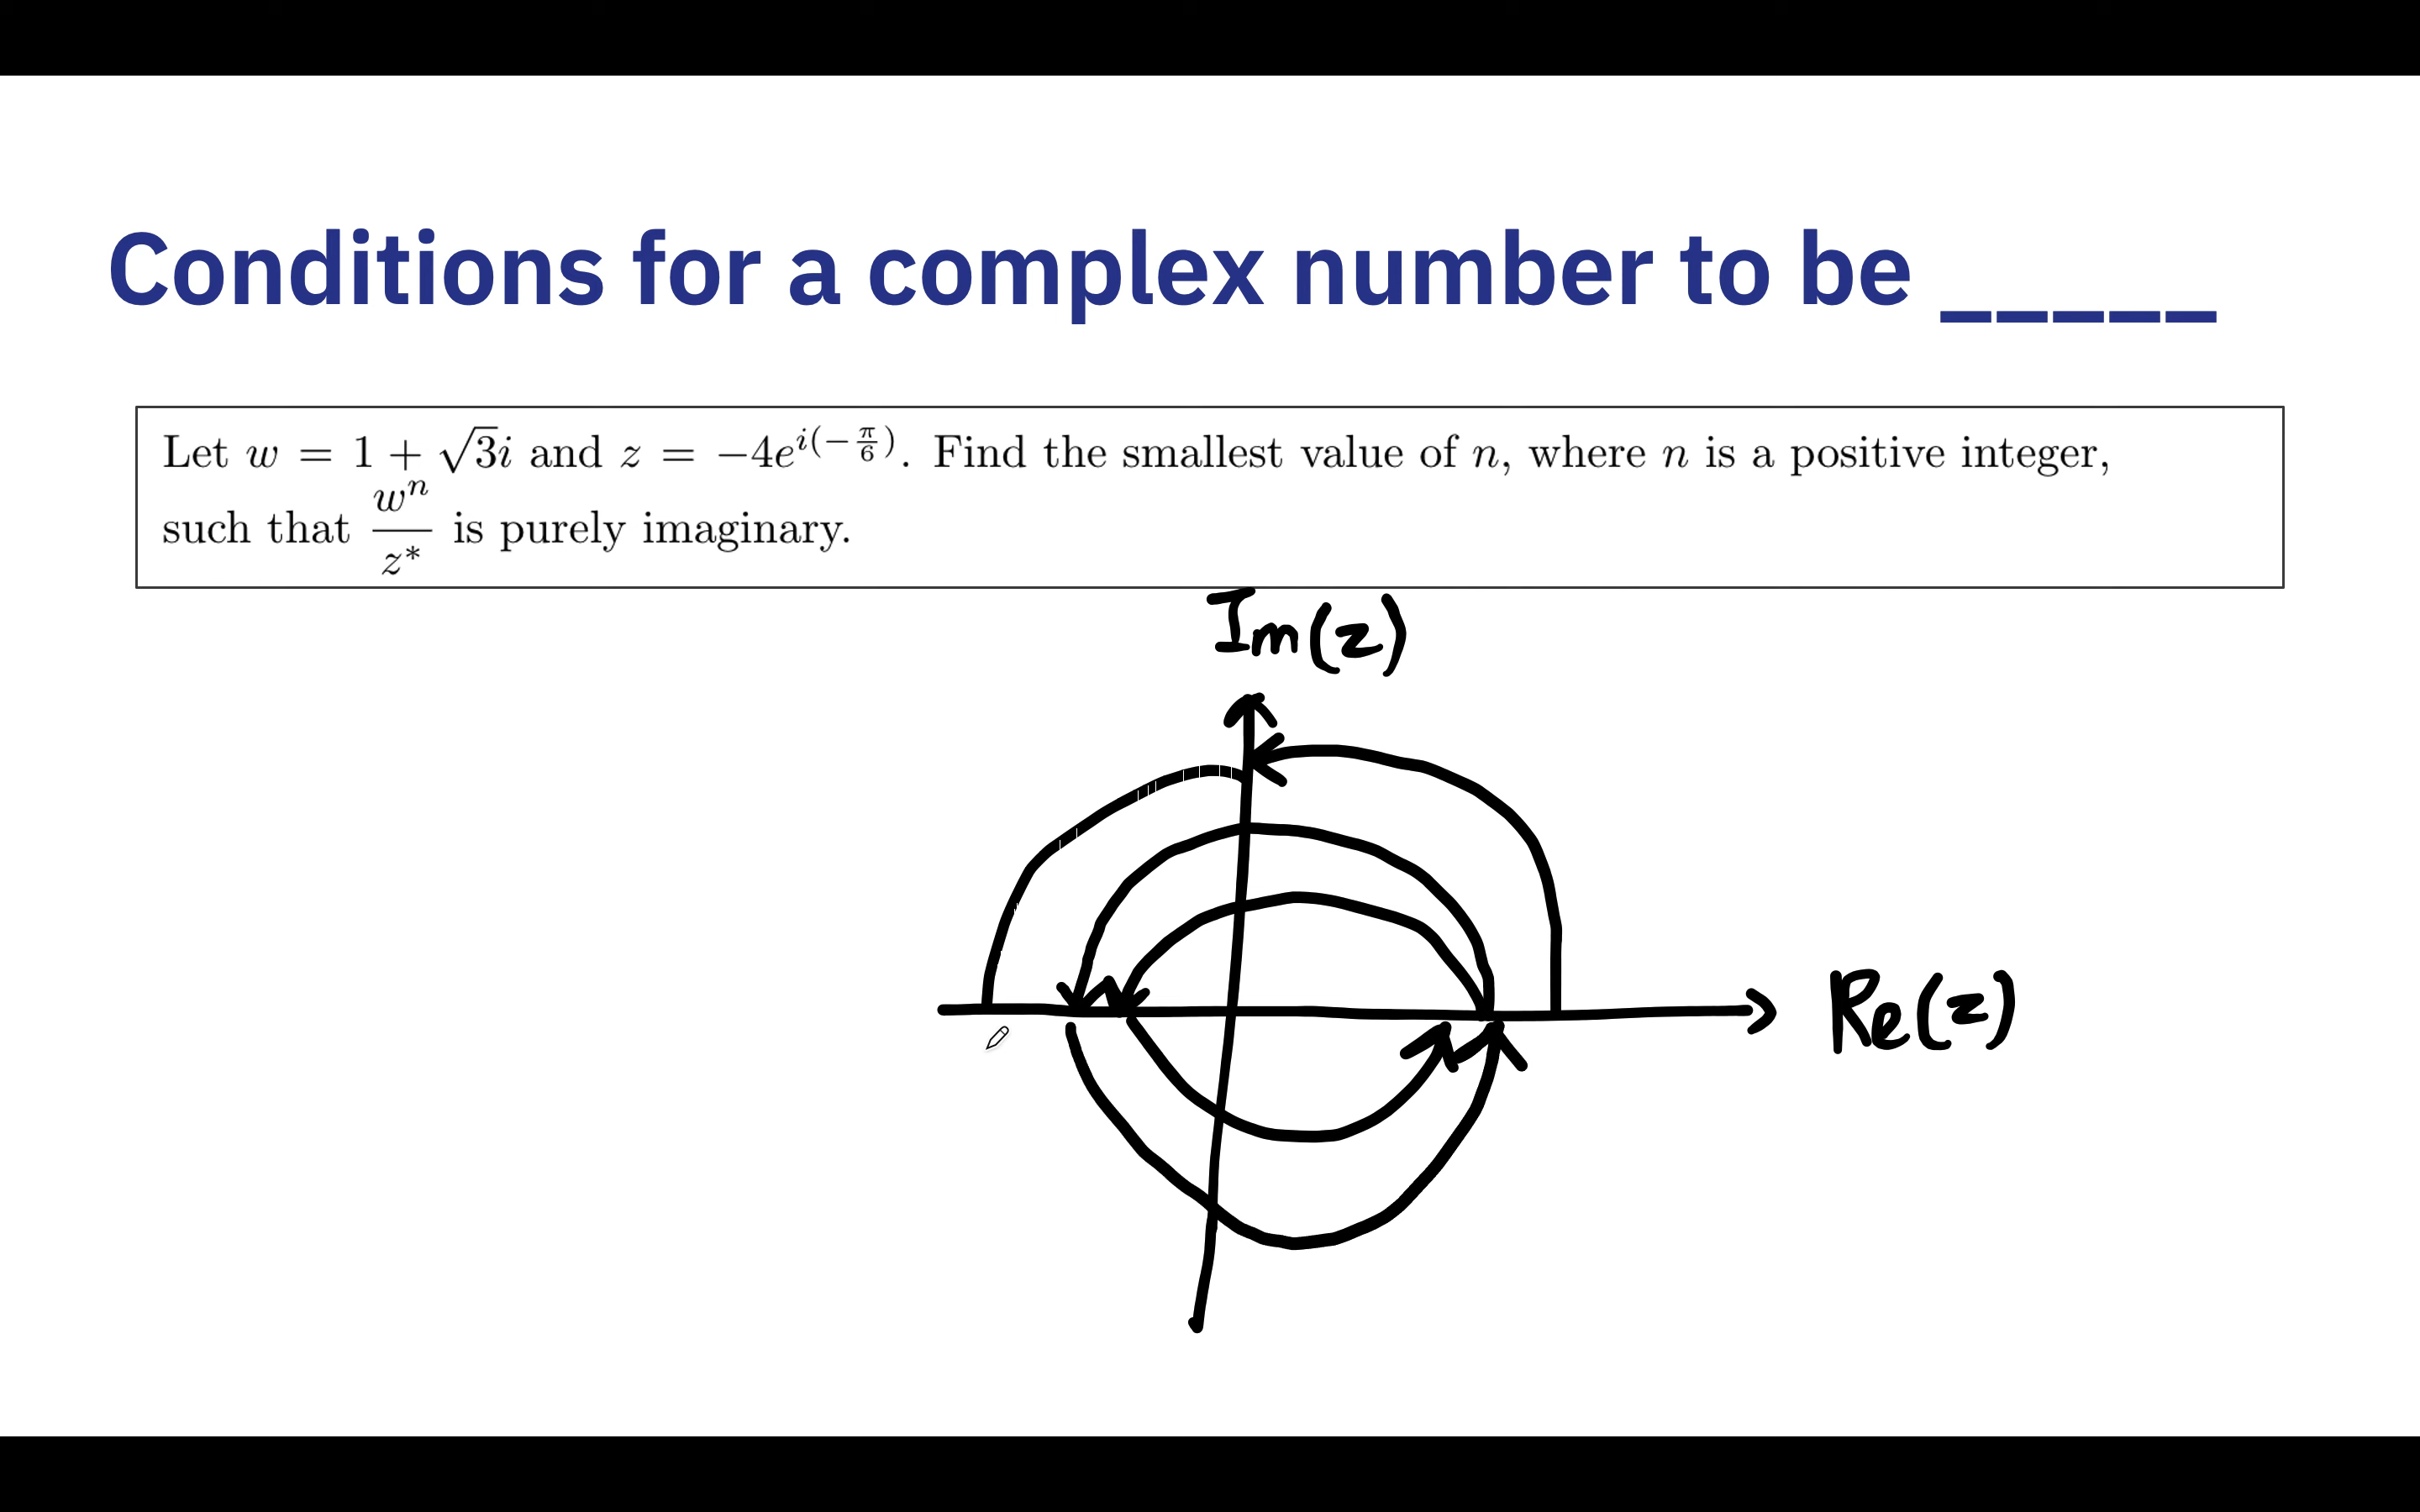 Conditions for a complex number to be _____
Let w = 1 + √3i and z = −4e^{i(−π/6)}. Find the smallest value of n, where n is a positive integer,
such that w^n/z* is purely imaginary.
Im(z)
Re(z)